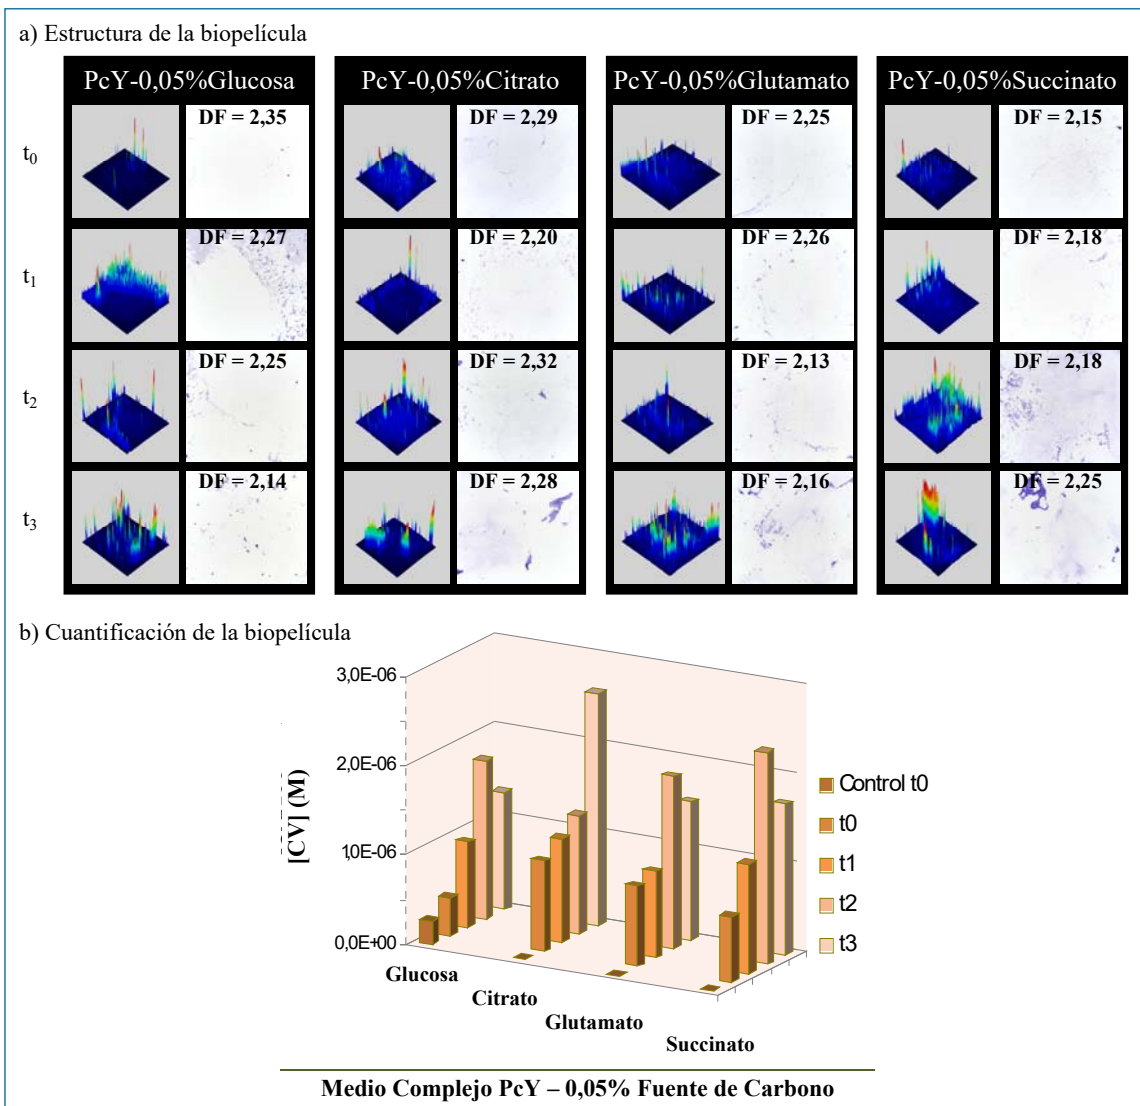 a) Estructura de la biopelícula
PcY-0,05%Glucosa PcY-0,05%Citrato PcY-0,05%Glutamato PcY-0,05%Succinato
t0 DF = 2,35 DF = 2,29 DF = 2,25 DF = 2,15
t1 DF = 2,27 DF = 2,20 DF = 2,26 DF = 2,18
t2 DF = 2,25 DF = 2,32 DF = 2,13 DF = 2,18
t3 DF = 2,14 DF = 2,28 DF = 2,16 DF = 2,25
b) Cuantificación de la biopelícula
3,0E-06
2,0E-06
1,0E-06
0,0E+00
[CV] (M)
Control t0
t0
t1
t2
t3
Glucosa
Citrato
Glutamato
Succinato
Medio Complejo PcY – 0,05% Fuente de Carbono